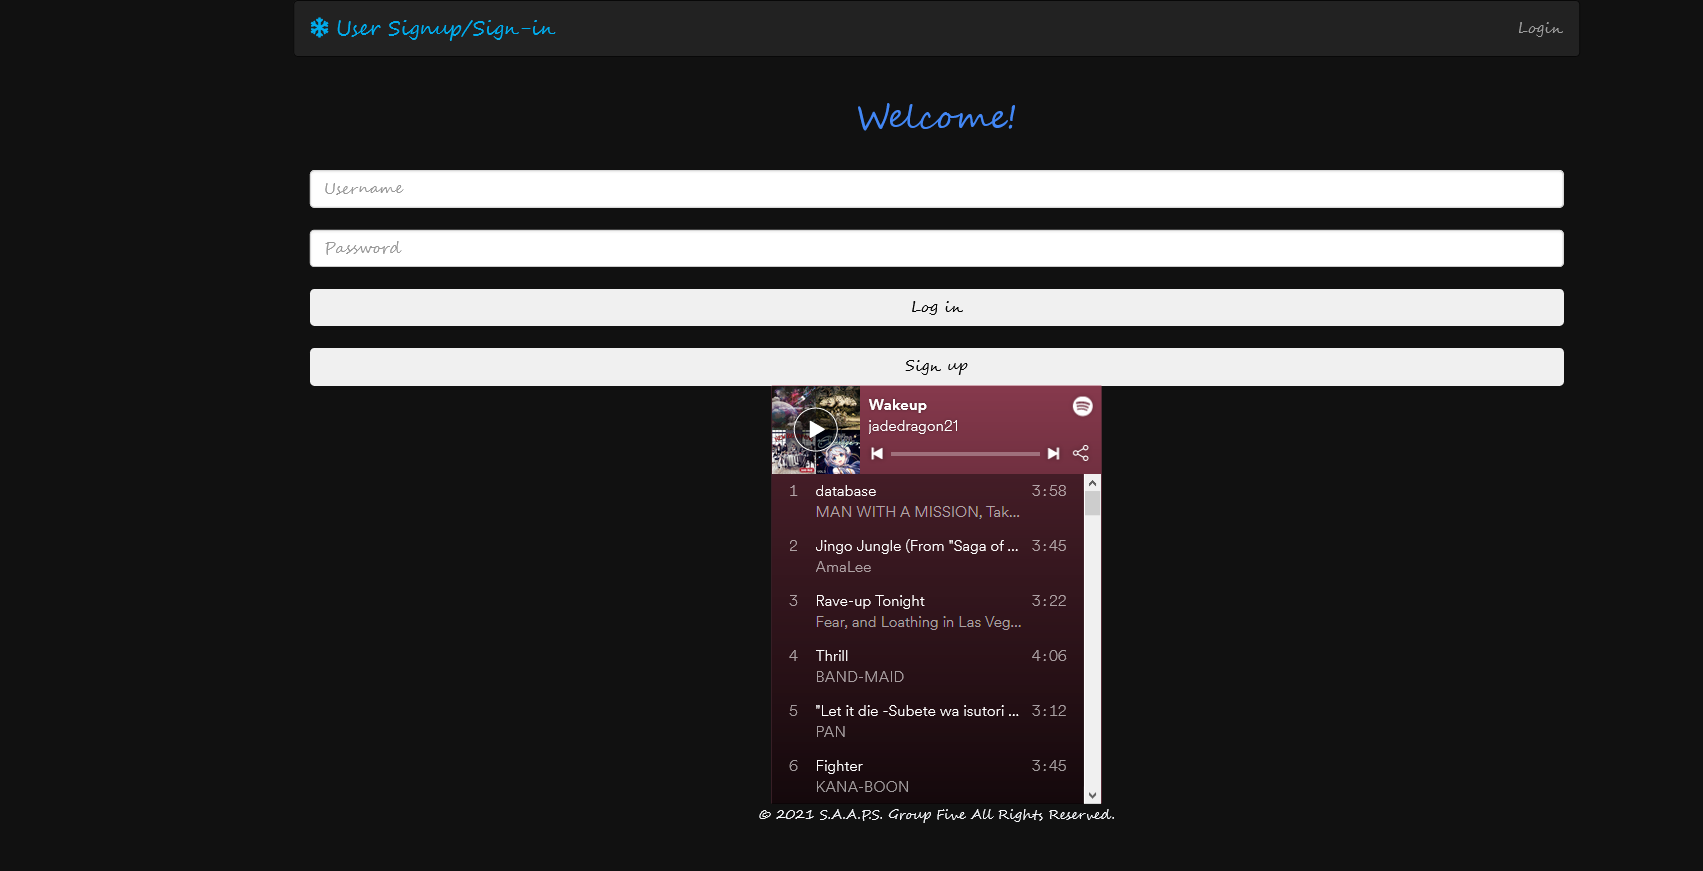 User Signup/Sign-in
Login
Welcome!
Username
Password
Log in
Sign up
Wakeup
jadedragon21
1 database 3:58
MAN WITH A MISSION, Tak...
2 Jingo Jungle (From "Saga of ... 3:45
AmaLee
3 Rave-up Tonight 3:22
Fear, and Loathing in Las Veg...
4 Thrill 4:06
BAND-MAID
5 "Let it die -Subete wa isutori ... 3:12
PAN
6 Fighter 3:45
KANA-BOON
© 2021 S.A.A.P.S. Group Five All Rights Reserved.